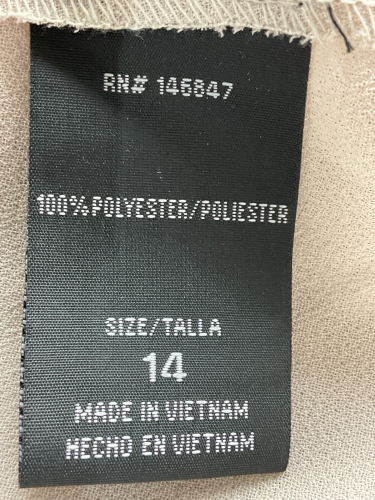 RN# 146847
100% POLYESTER/POLIESTER
SIZE/TALLA
14
MADE IN VIETNAM
HECHO EN VIETNAM